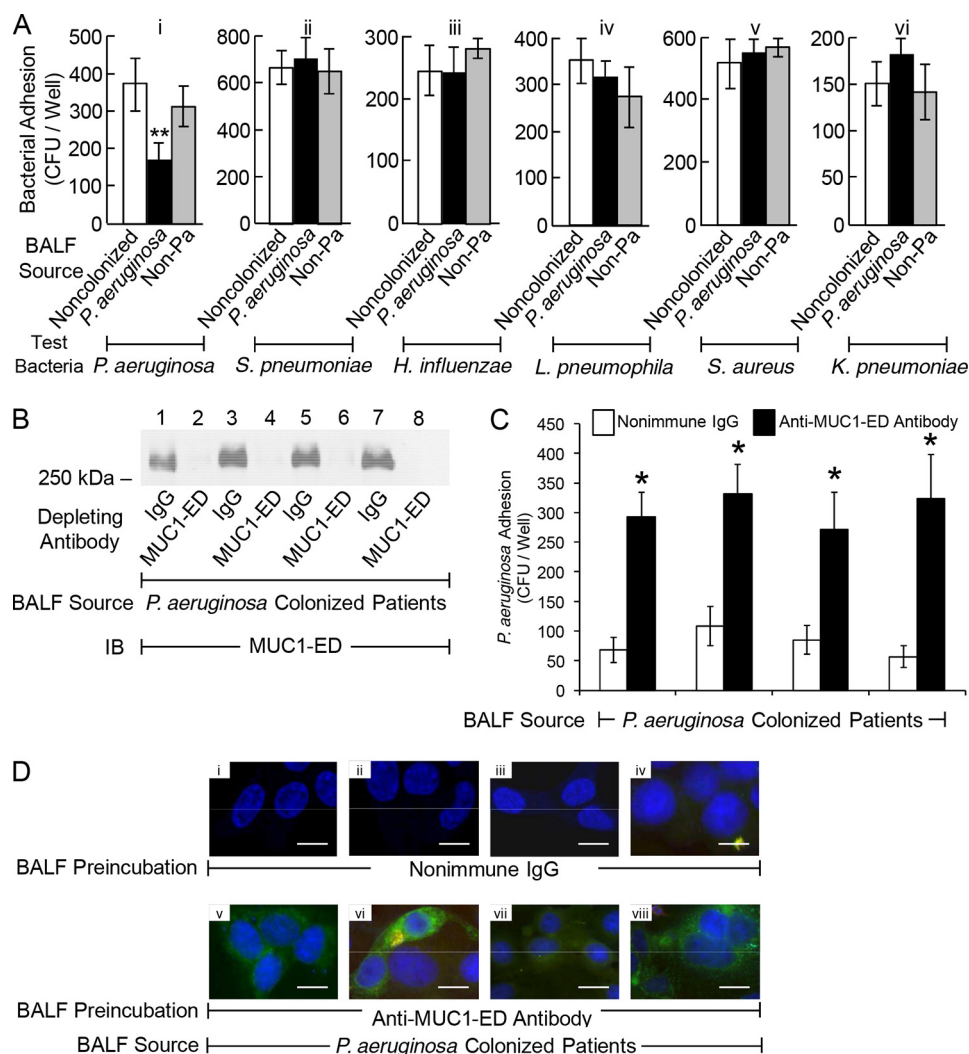 A
i
ii
iii
iv
v
vi
Bacterial Adhesion
(CFU / Well)
500
400
300
200
100
0
**
800
600
400
200
0
300
200
100
0
400
300
200
100
0
600
400
200
0
200
150
100
50
0
BALF
Source
Noncolonized
P. aeruginosa
Non-Pa
Noncolonized
P. aeruginosa
Non-Pa
Noncolonized
P. aeruginosa
Non-Pa
Noncolonized
P. aeruginosa
Non-Pa
Noncolonized
P. aeruginosa
Non-Pa
Noncolonized
P. aeruginosa
Non-Pa
Test
Bacteria
P. aeruginosa
S. pneumoniae
H. influenzae
L. pneumophila
S. aureus
K. pneumoniae
B
1 2 3 4 5 6 7 8
250 kDa –
Depleting
Antibody
IgG
MUC1-ED
IgG
MUC1-ED
IgG
MUC1-ED
IgG
MUC1-ED
BALF Source P. aeruginosa Colonized Patients
IB MUC1-ED
C
Nonimmune IgG
Anti-MUC1-ED Antibody
P. aeruginosa Adhesion
(CFU / Well)
450
400
350
300
250
200
150
100
50
0
* * * *
BALF Source P. aeruginosa Colonized Patients
D
i
ii
iii
iv
BALF Preincubation Nonimmune IgG
v
vi
vii
viii
BALF Preincubation Anti-MUC1-ED Antibody
BALF Source P. aeruginosa Colonized Patients